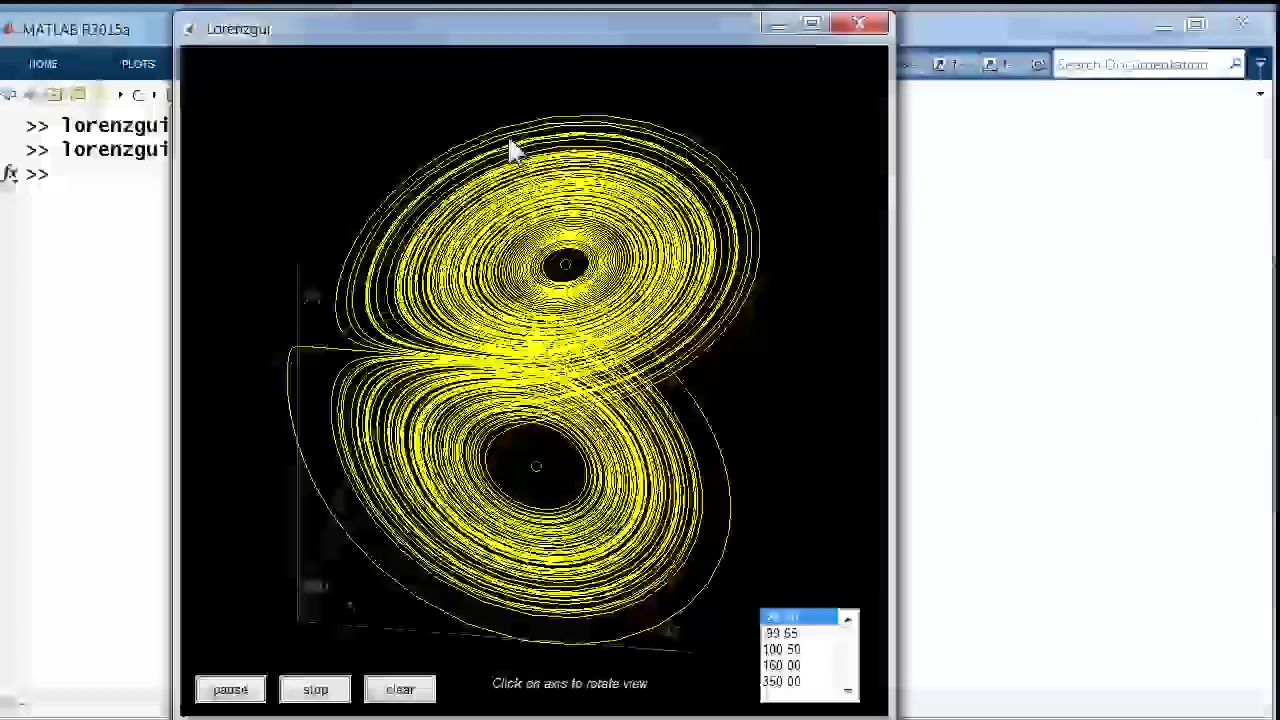 MATLAB R2015a
Lorenzgui
HOME
PLOTS
Search Documentation
>> lorenzgui
>> lorenzgui
fx >>
99.65
100.50
160.00
350.00
pause
stop
clear
Click on axis to rotate view